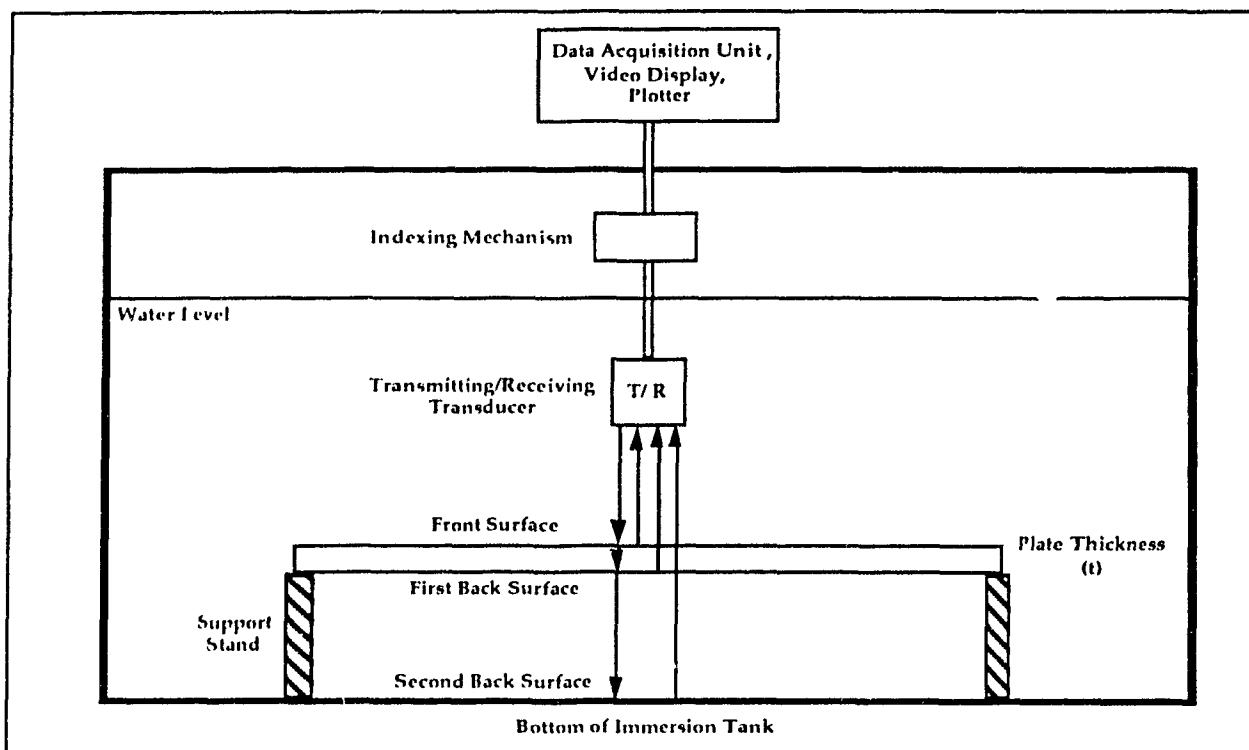 Data Acquisition Unit ,
Video Display,
Plotter
Indexing Mechanism
Water Level
Transmitting/Receiving
Transducer
T/ R
Front Surface
Plate Thickness
(t)
First Back Surface
Support
Stand
Second Back Surface
Bottom of Immersion Tank